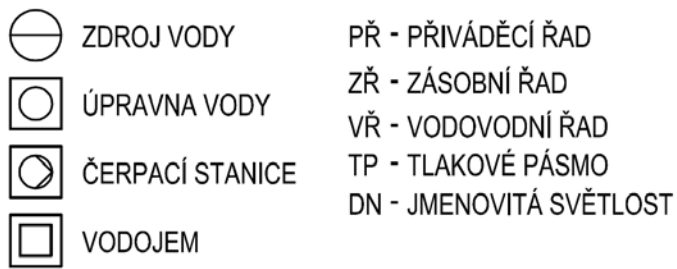 ZDROJ VODY
ÚPRAVNA VODY
ČERPACÍ STANICE
VODOJEM
PŘ - PŘIVÁDĚCÍ ŘAD
ZŘ - ZÁSOBNÍ ŘAD
VŘ - VODOVODNÍ ŘAD
TP - TLAKOVÉ PÁSMO
DN - JMENOVITÁ SVĚTLOST